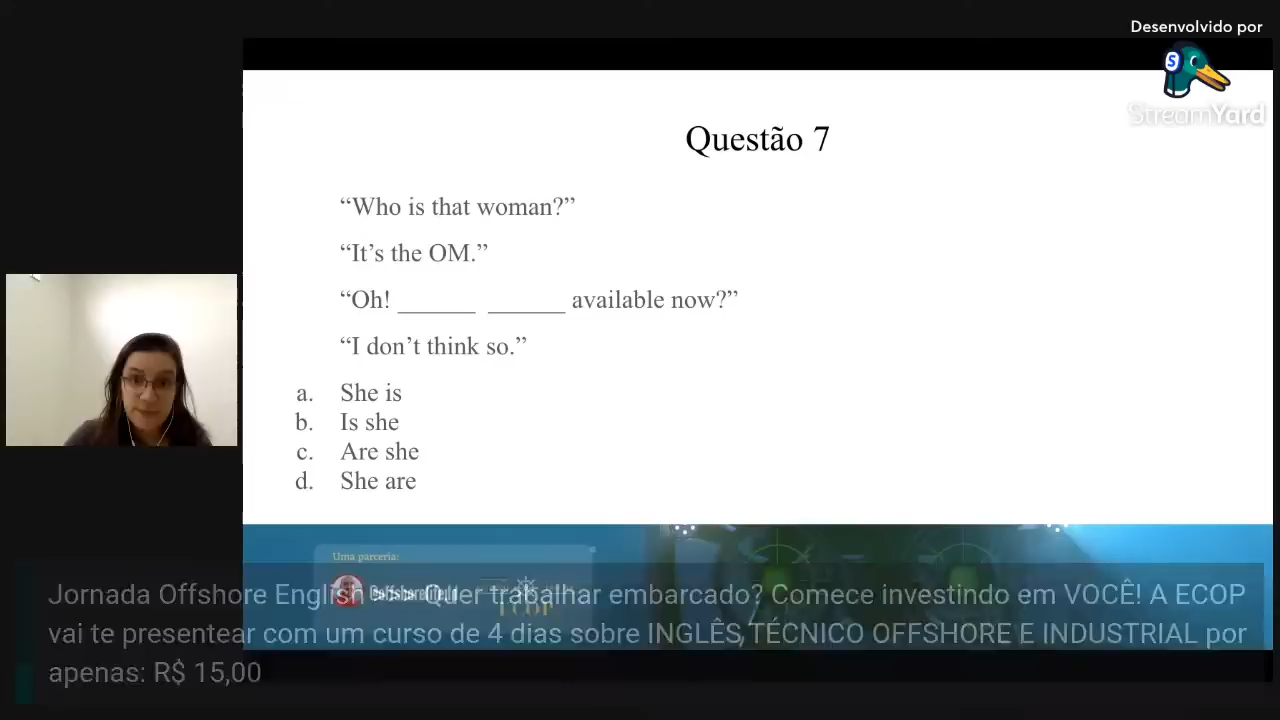 Desenvolvido por
StreamYard
Questão 7
“Who is that woman?”
“It’s the OM.”
“Oh! ______ ______ available now?”
“I don’t think so.”
a. She is
b. Is she
c. Are she
d. She are
Uma parceria:
Jornada Offshore English - Quer trabalhar embarcado? Comece investindo em VOCÊ! A ECOP
vai te presentear com um curso de 4 dias sobre INGLÊS TÉCNICO OFFSHORE E INDUSTRIAL por
apenas: R$ 15,00